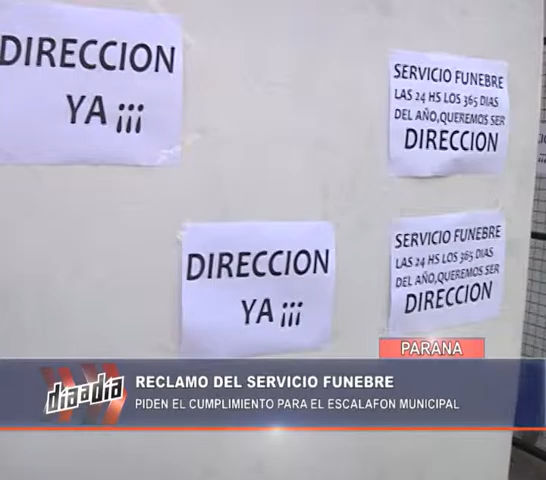 DIRECCION
YA ¡¡¡
SERVICIO FUNEBRE
LAS 24 HS LOS 365 DIAS
DEL AÑO,QUEREMOS SER
DIRECCION
DIRECCION
YA ¡¡¡
SERVICIO FUNEBRE
LAS 24 HS LOS 365 DIAS
DEL AÑO,QUEREMOS SER
DIRECCION
PARANA
díaadía
RECLAMO DEL SERVICIO FUNEBRE
PIDEN EL CUMPLIMIENTO PARA EL ESCALAFON MUNICIPAL